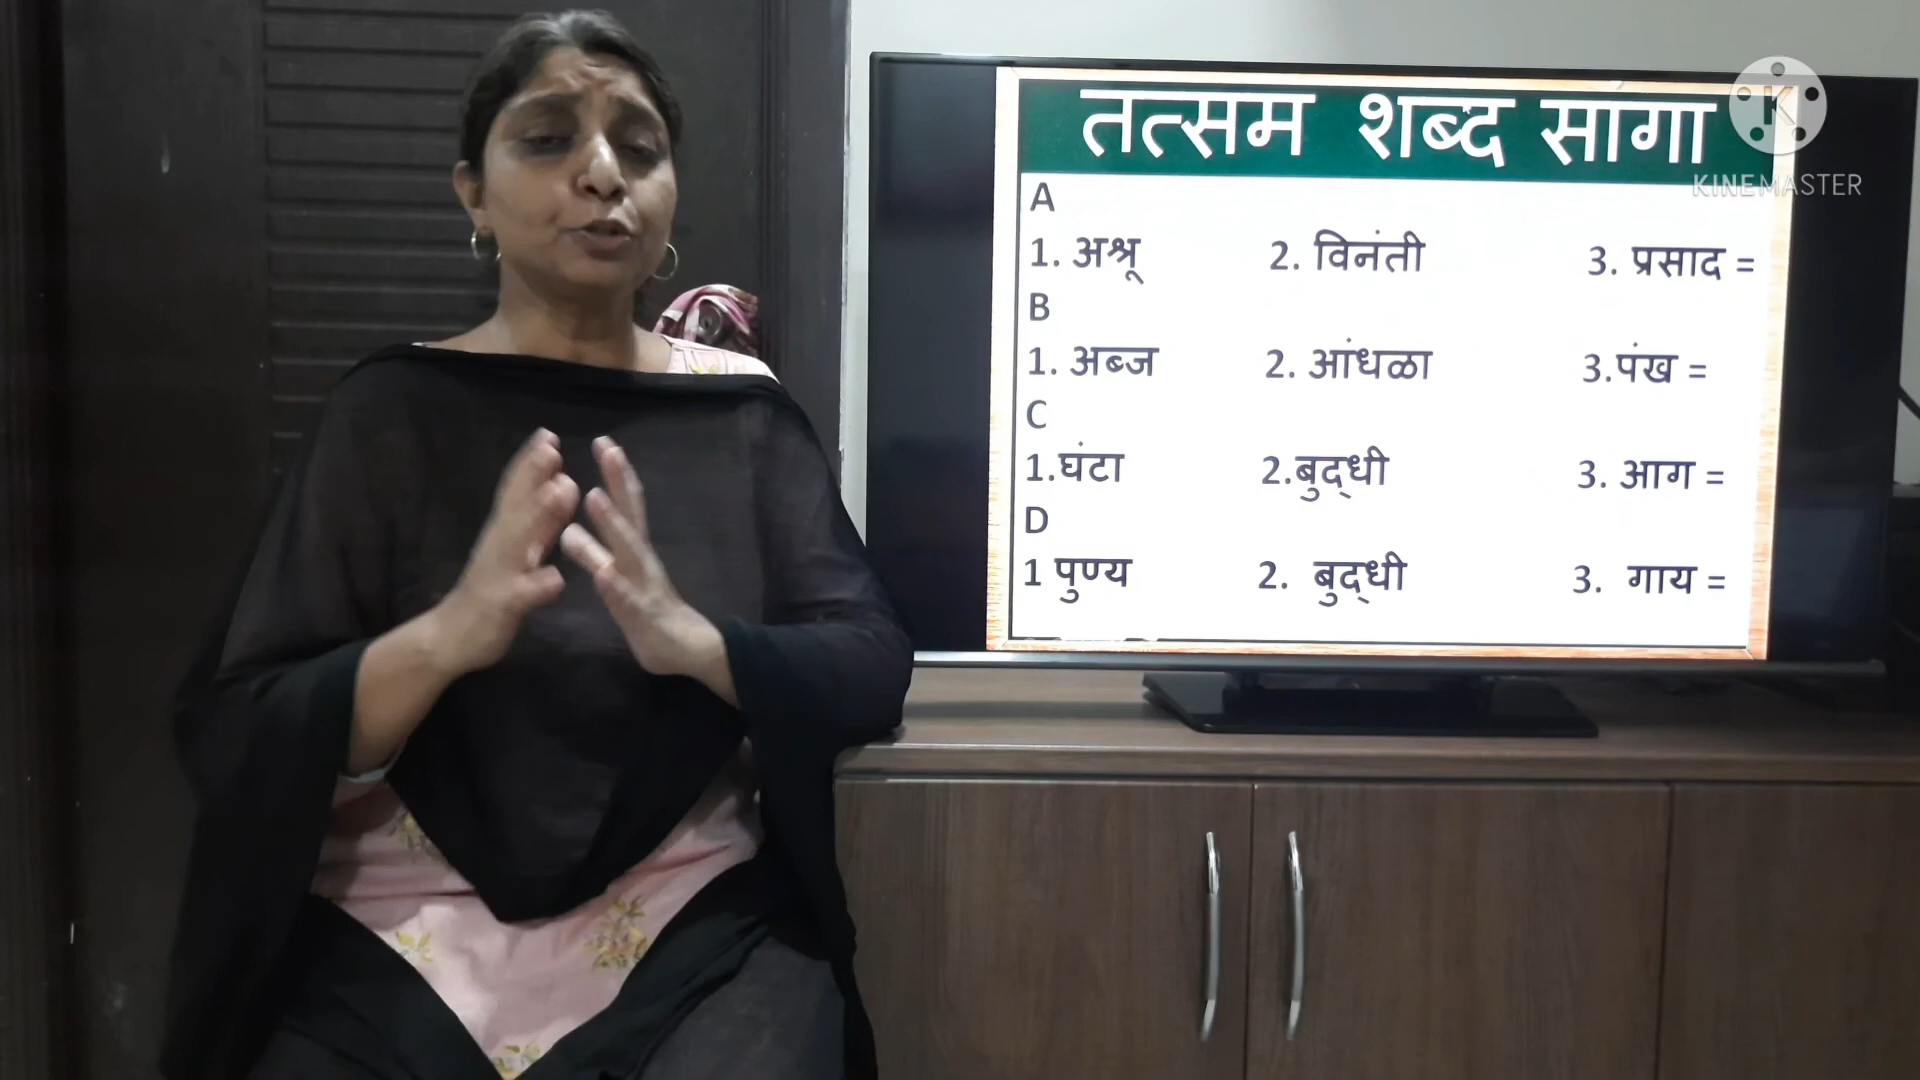 तत्सम शब्द सांगा
KINEMASTER
A
1. अश्रू 2. विनंती 3. प्रसाद =
B
1. अब्ज 2. आंधळा 3.पंख =
C
1.घंटा 2.बुद्धी 3. आग =
D
1 पुण्य 2. बुद्धी 3. गाय =